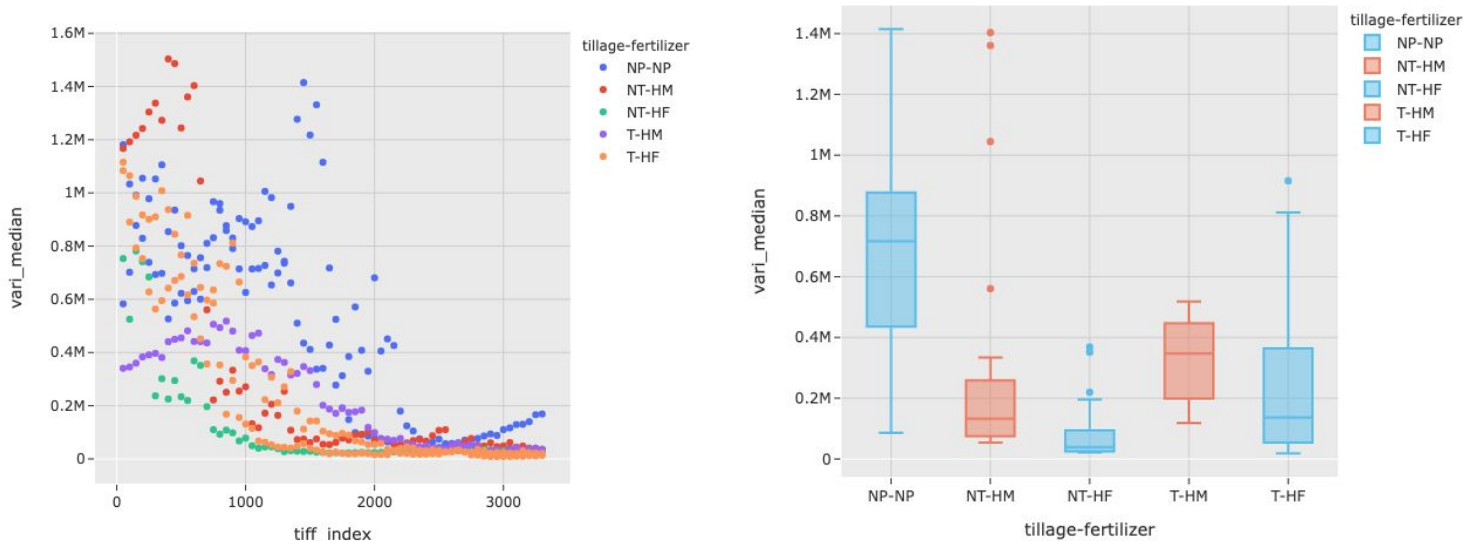 1.6M
1.4M
1.2M
1M
0.8M
0.6M
0.4M
0.2M
0
vari_median
0
1000
2000
3000
tiff_index
tillage-fertilizer
NP-NP
NT-HM
NT-HF
T-HM
T-HF
1.4M
1.2M
1M
0.8M
0.6M
0.4M
0.2M
0
vari_median
NP-NP
NT-HM
NT-HF
T-HM
T-HF
tillage-fertilizer
tillage-fertilizer
NP-NP
NT-HM
NT-HF
T-HM
T-HF